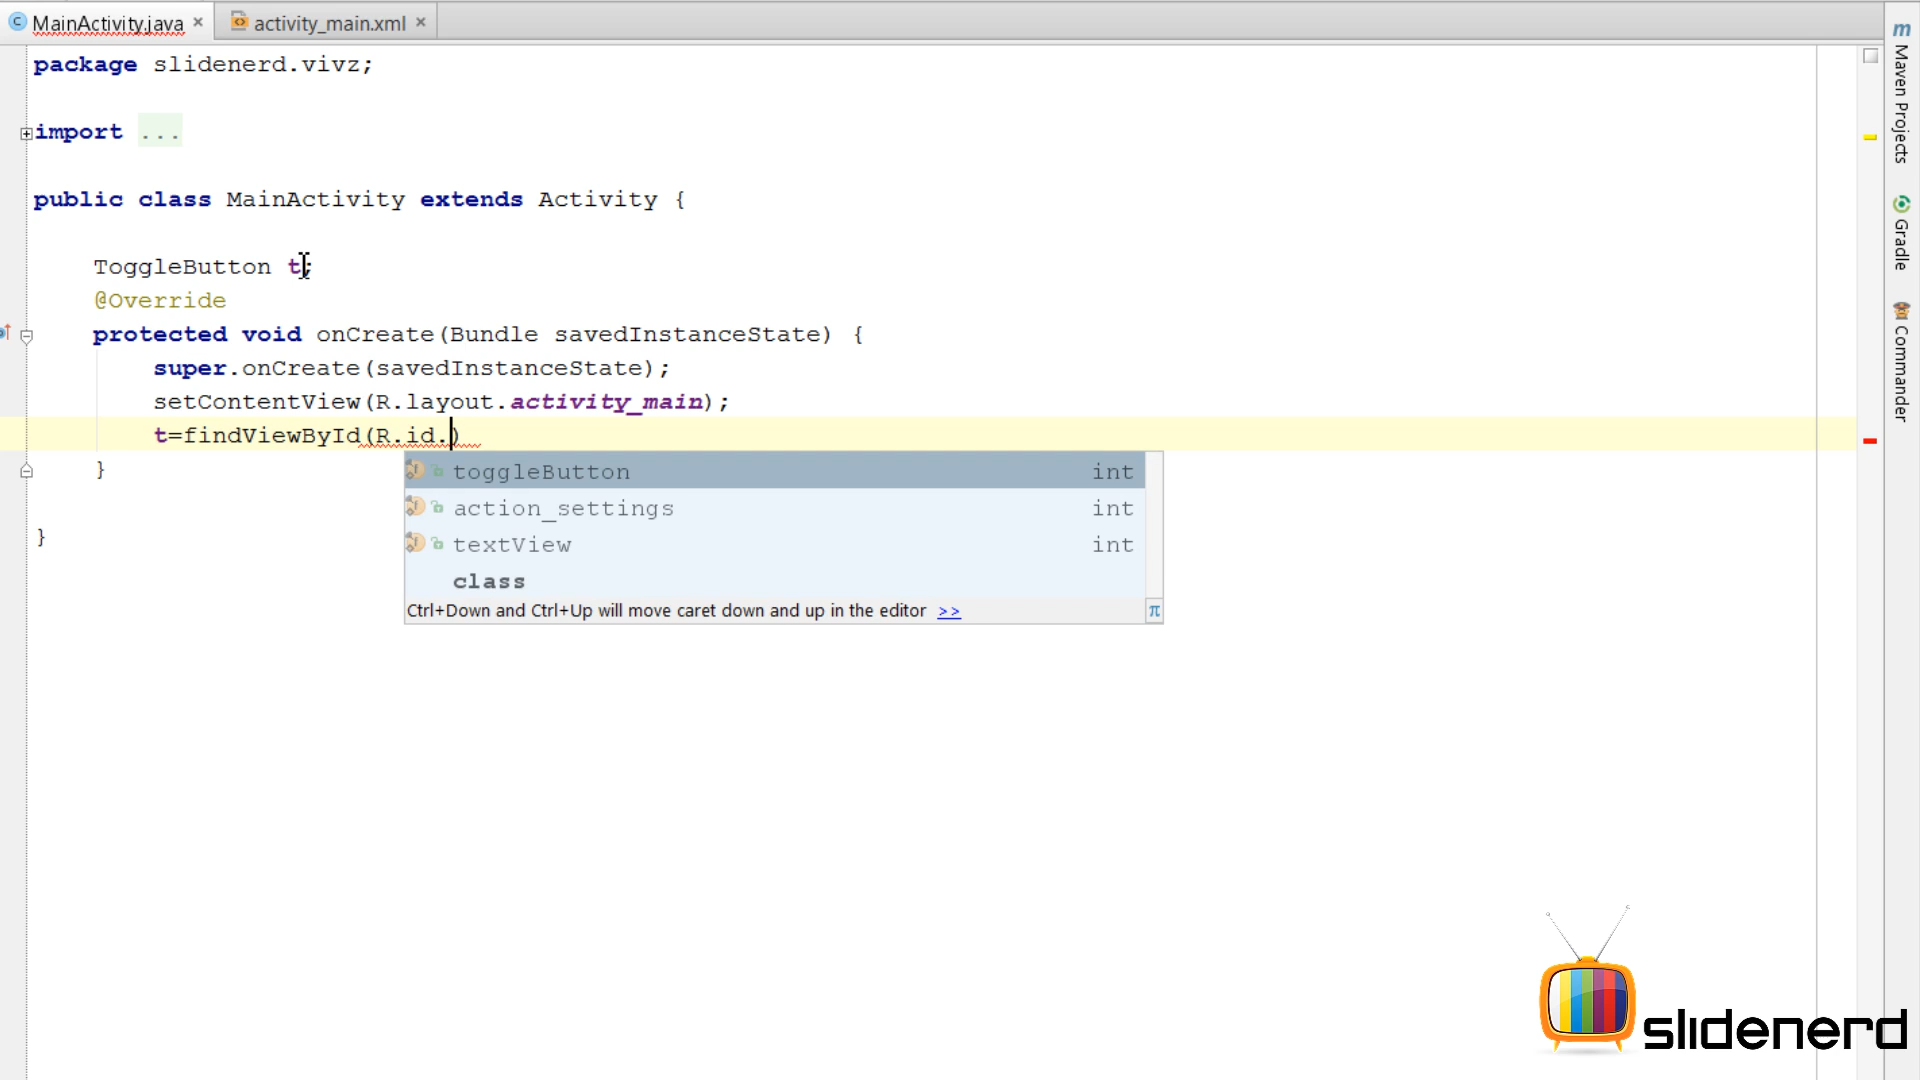 MainActivity.java
activity_main.xml
package slidenerd.vivz;
import ...
public class MainActivity extends Activity {
ToggleButton t;
@Override
protected void onCreate(Bundle savedInstanceState) {
super.onCreate(savedInstanceState);
setContentView(R.layout.activity_main);
t=findViewById(R.id.)
toggleButton int
action_settings int
textView int
class
Ctrl+Down and Ctrl+Up will move caret down and up in the editor >> π
}
}
m Maven Projects
Gradle
Commander
slidenerd